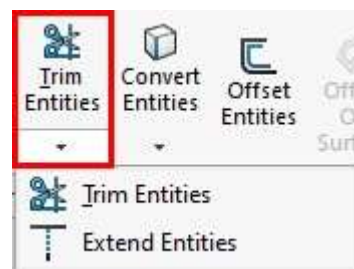 Trim
Entities
Convert
Entities
Offset
Entities
Trim Entities
Extend Entities